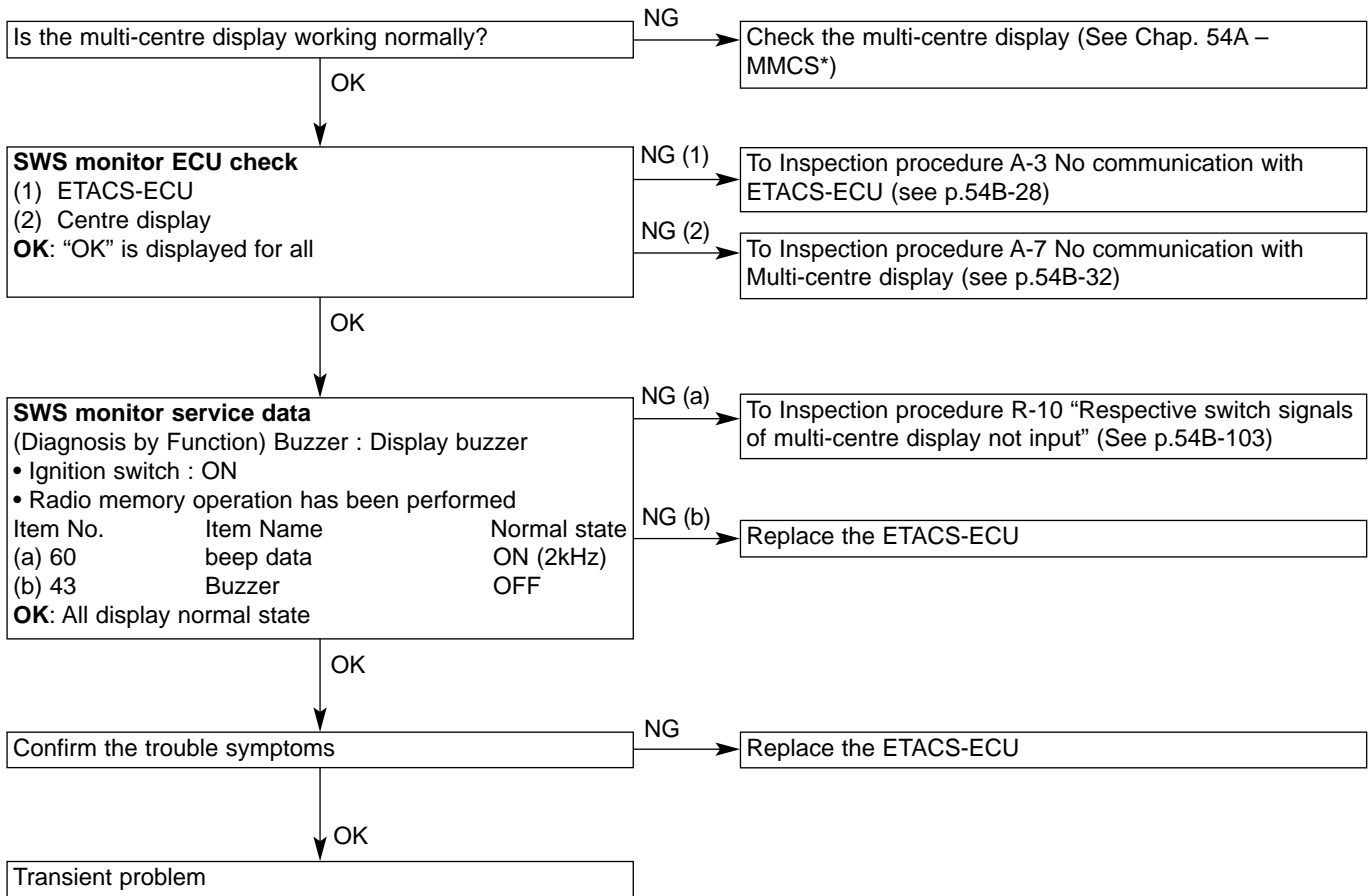 Is the multi-centre display working normally?
NG
Check the multi-centre display (See Chap. 54A –
MMCS*)
OK
SWS monitor ECU check
(1) ETACS-ECU
(2) Centre display
OK: “OK” is displayed for all
NG (1)
To Inspection procedure A-3 No communication with
ETACS-ECU (see p.54B-28)
NG (2)
To Inspection procedure A-7 No communication with
Multi-centre display (see p.54B-32)
OK
SWS monitor service data
(Diagnosis by Function) Buzzer : Display buzzer
• Ignition switch : ON
• Radio memory operation has been performed
Item No. Item Name Normal state
(a) 60 beep data ON (2kHz)
(b) 43 Buzzer OFF
OK: All display normal state
NG (a)
To Inspection procedure R-10 “Respective switch signals
of multi-centre display not input” (See p.54B-103)
NG (b)
Replace the ETACS-ECU
OK
Confirm the trouble symptoms
NG
Replace the ETACS-ECU
OK
Transient problem